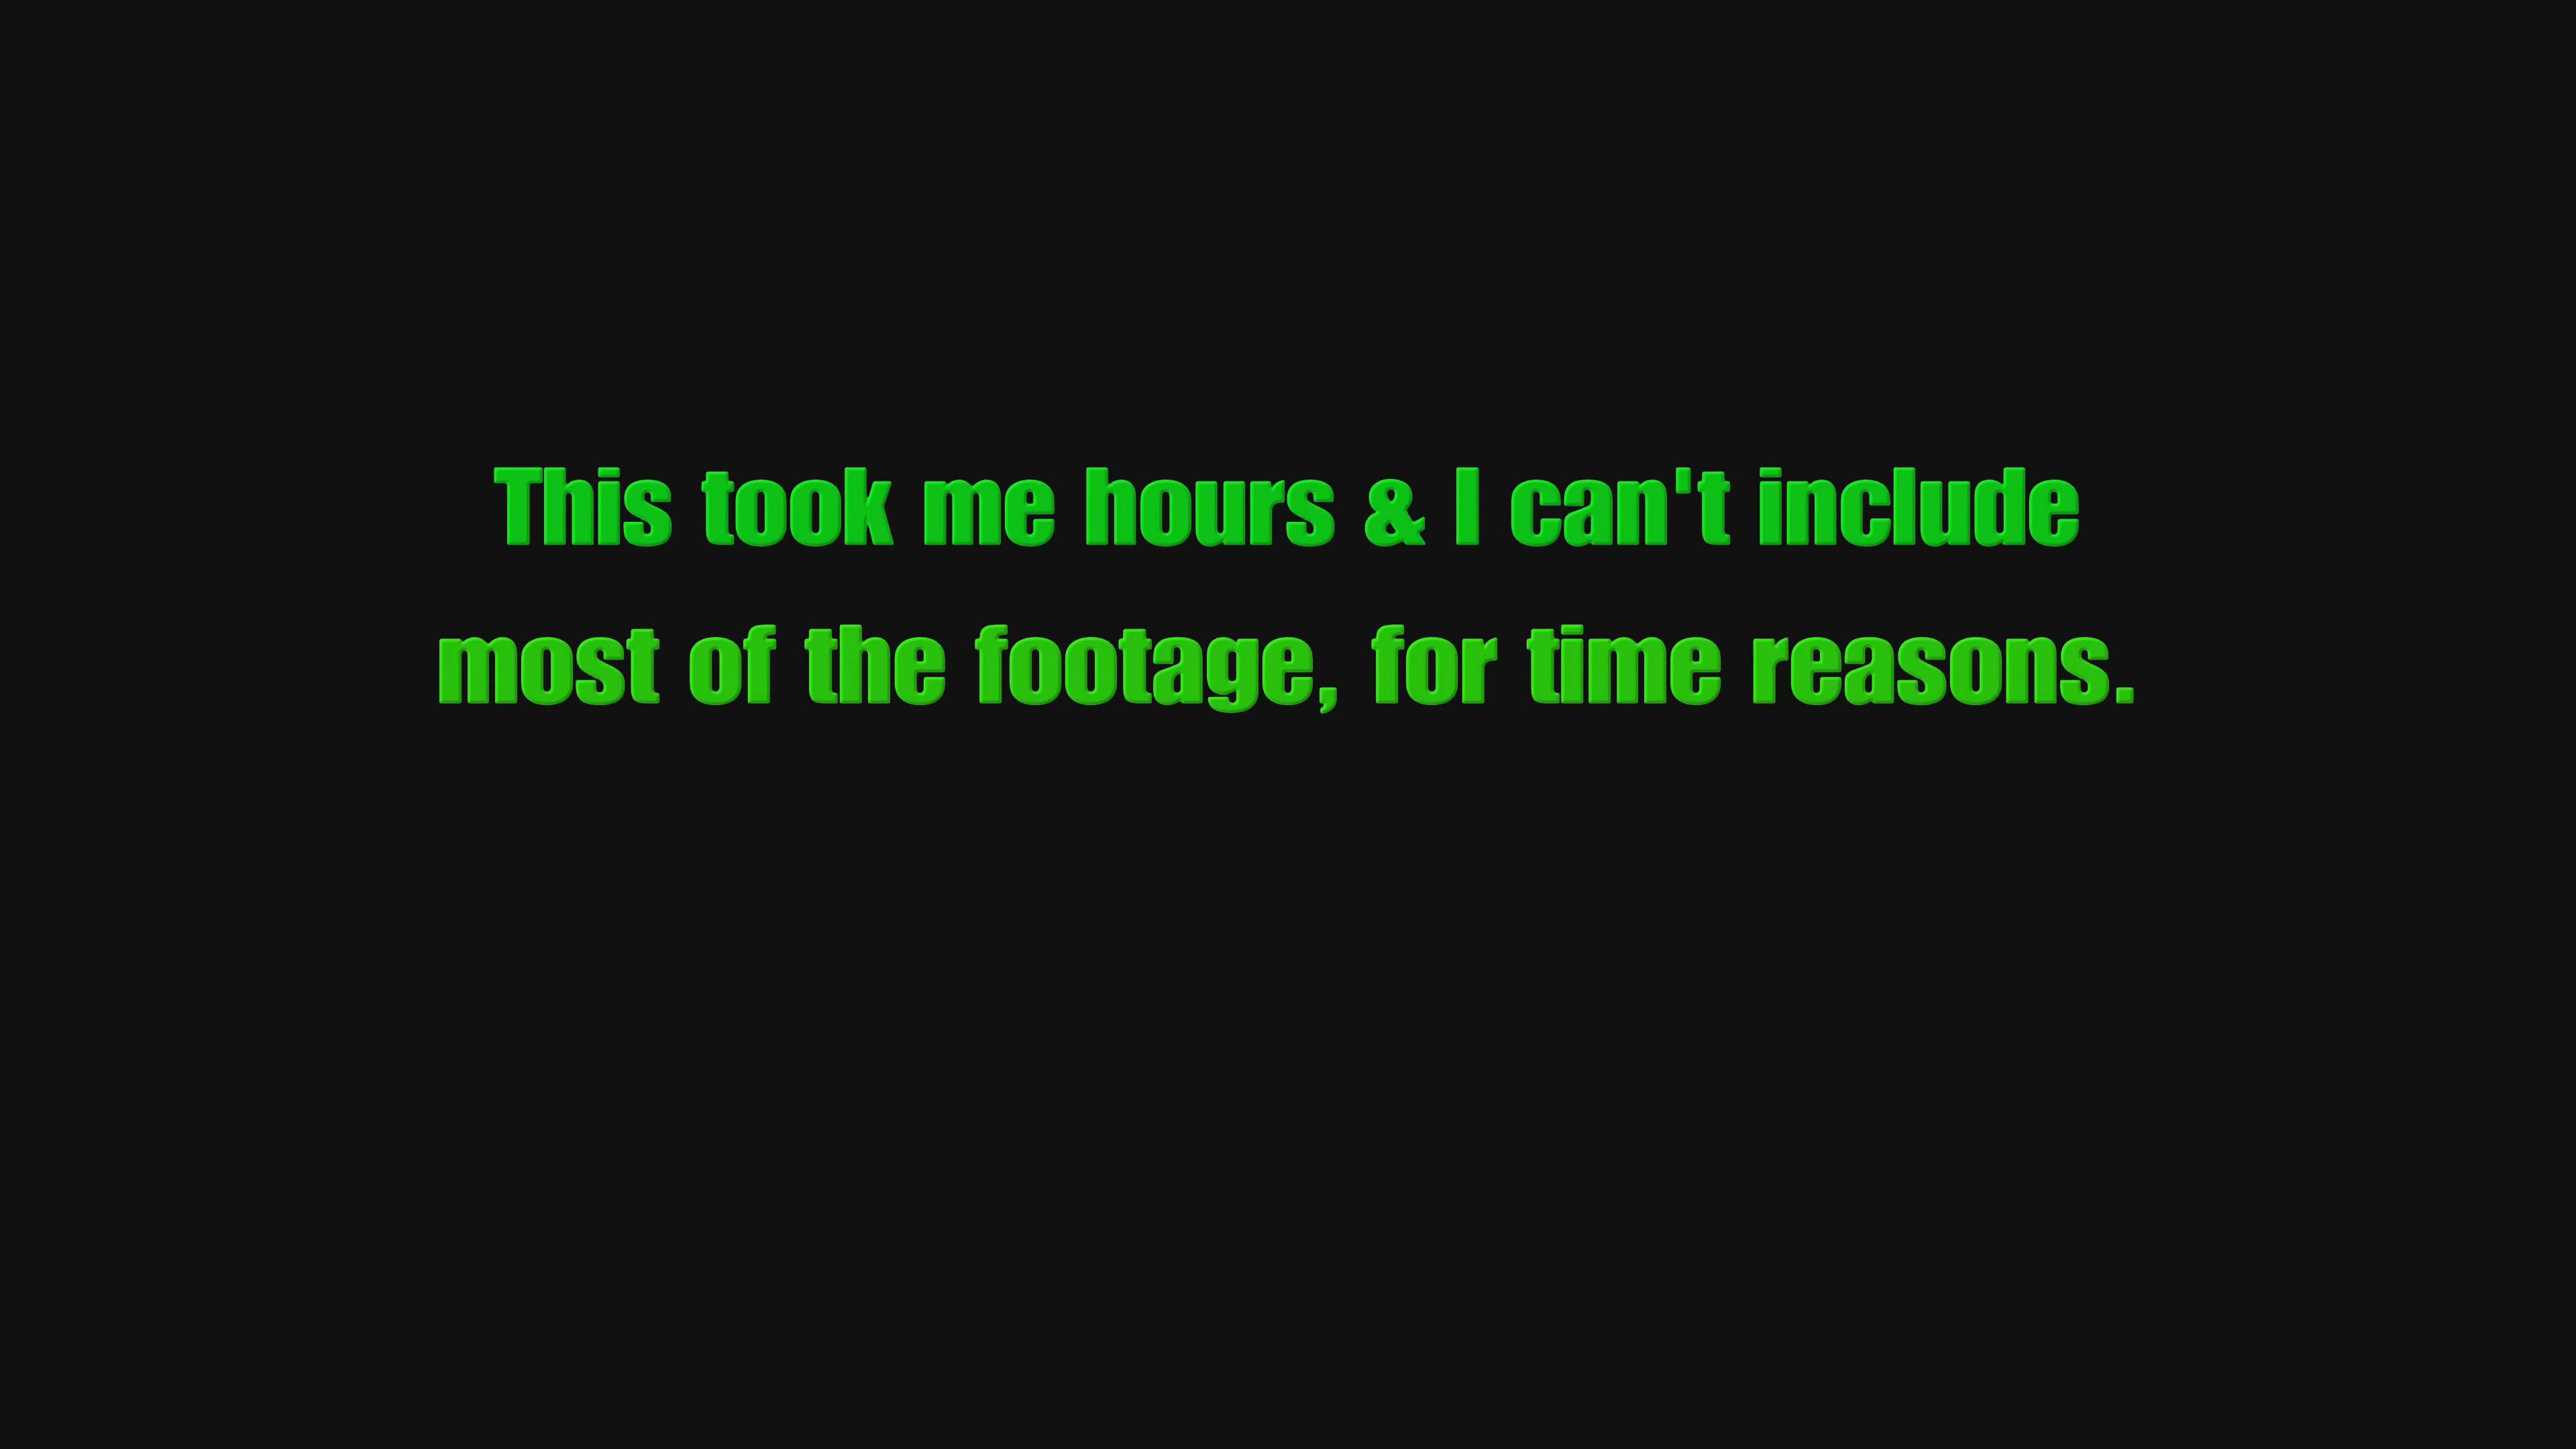 This took me hours & I can't include
most of the footage, for time reasons.